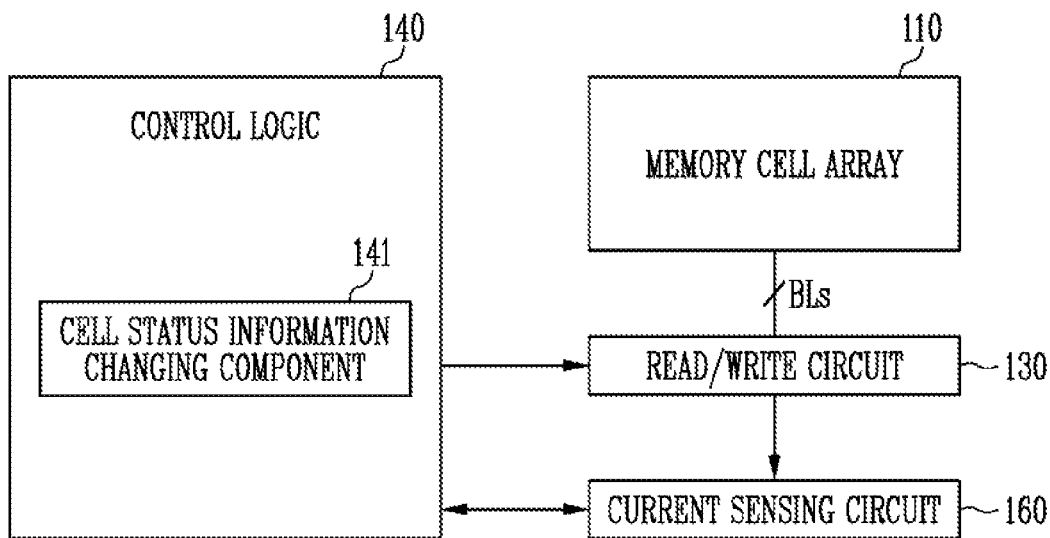 140
110
CONTROL LOGIC
MEMORY CELL ARRAY
141
CELL STATUS INFORMATION
CHANGING COMPONENT
BLs
READ/WRITE CIRCUIT
130
CURRENT SENSING CIRCUIT
160